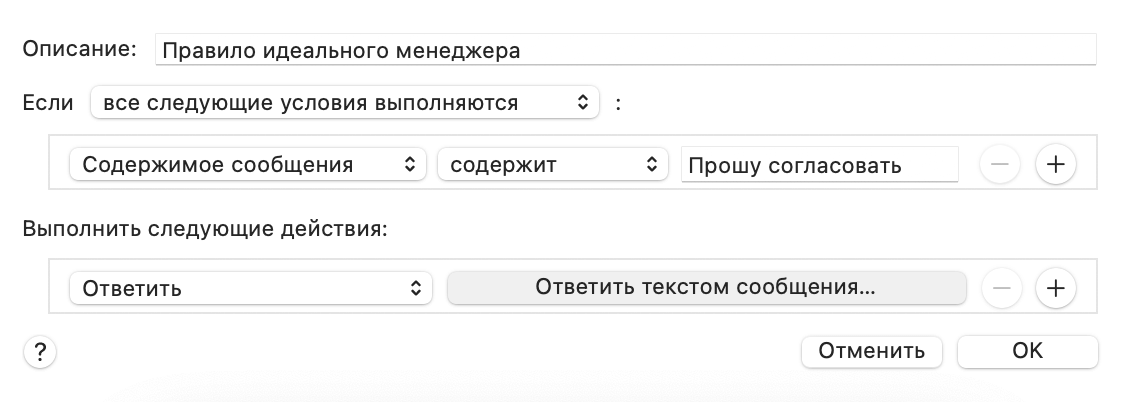 Описание: Правило идеального менеджера
Если все следующие условия выполняются :
Содержимое сообщения содержит Прошу согласовать − +
Выполнить следующие действия:
Ответить Ответить текстом сообщения... − +
? Отменить OK